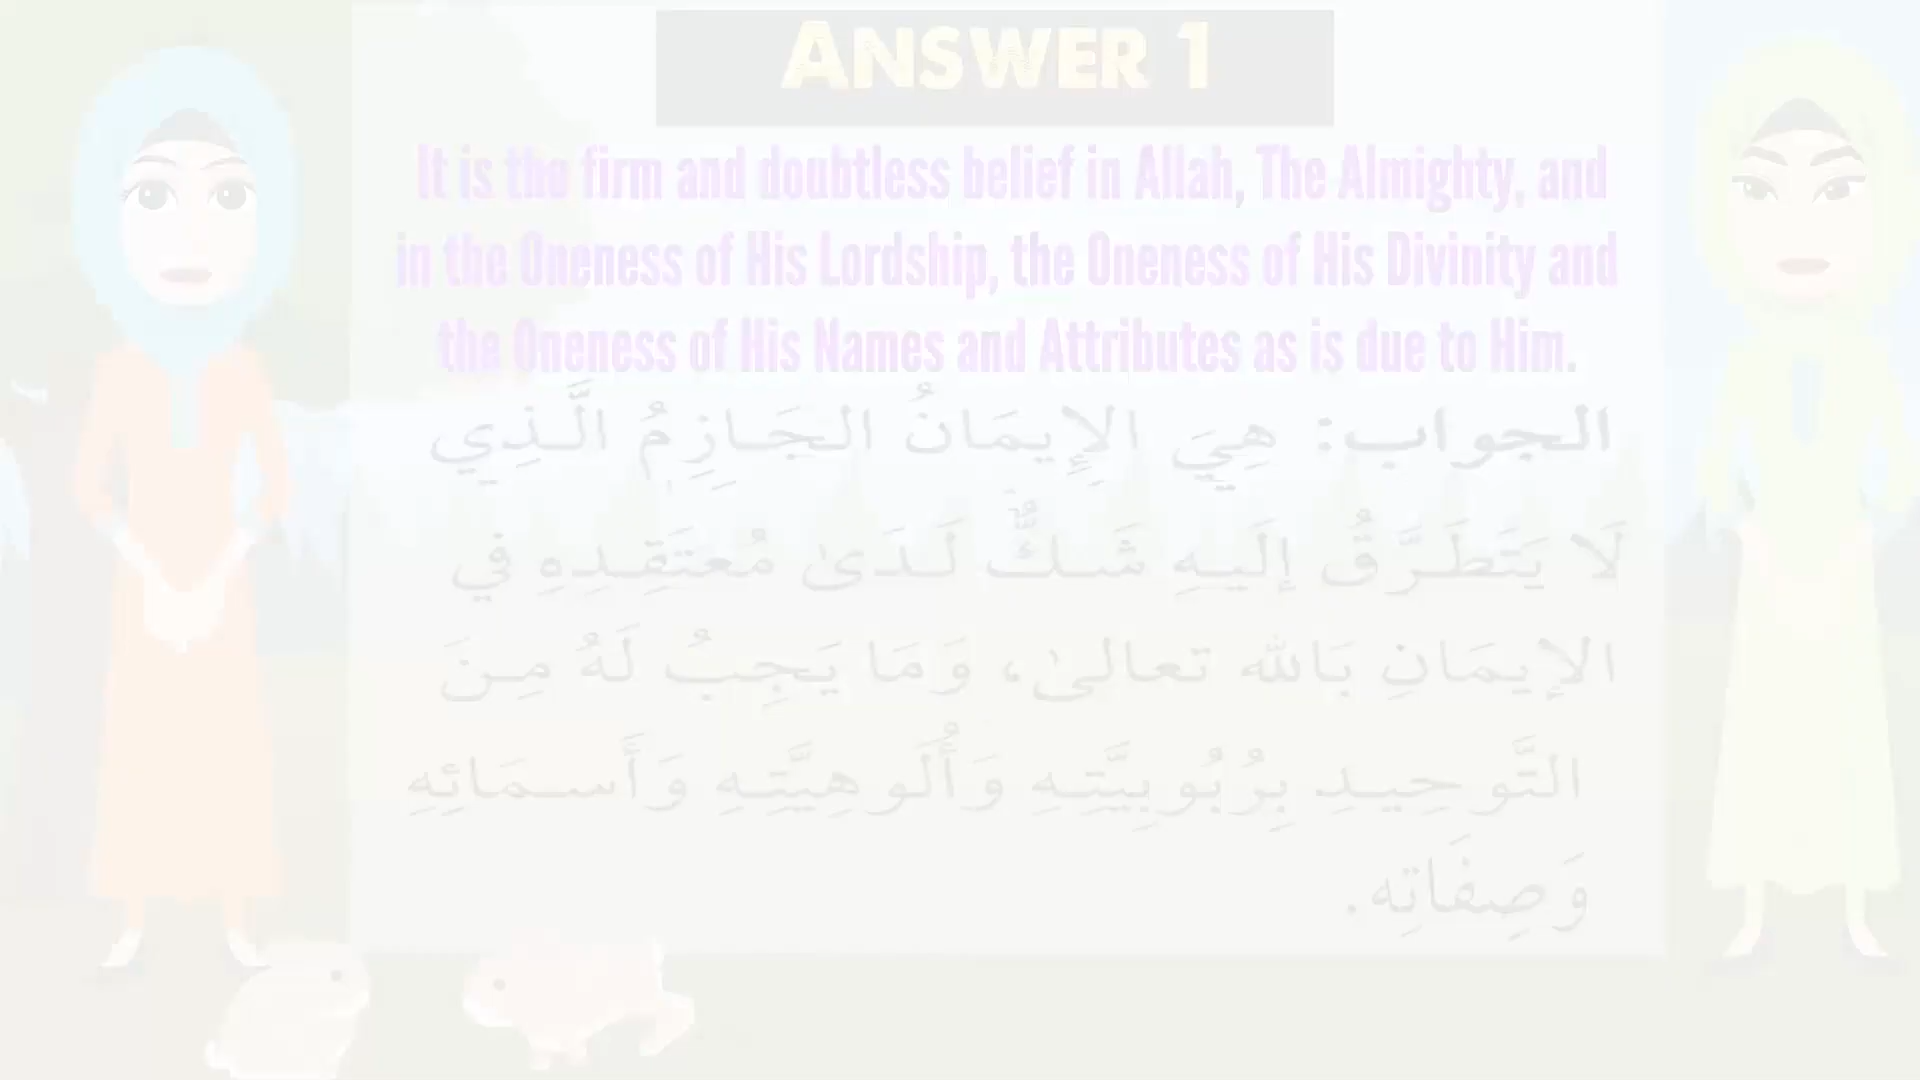 ANSWER 1
It is the firm and doubtless belief in Allah, The Almighty, and
in the Oneness of His Lordship, the Oneness of His Divinity and
the Oneness of His Names and Attributes as is due to Him.
الجواب: هِيَ الإِيمَانُ الجَازِمُ الَّذِي
لَا يَتَطَرَّقُ إِلَيهِ شَكٌّ لَدَىٰ مُعتَقِدِهِ فِي
الإِيمَانِ بَالله تعالىٰ، وَمَا يَجِبُ لَهُ مِنَ
التَّوحِيدِ بِرُبُوبِيَّتِهِ وَأُلَوهِيَّتِهِ وَأَسمَائِهِ
وَصِفَاتِه.